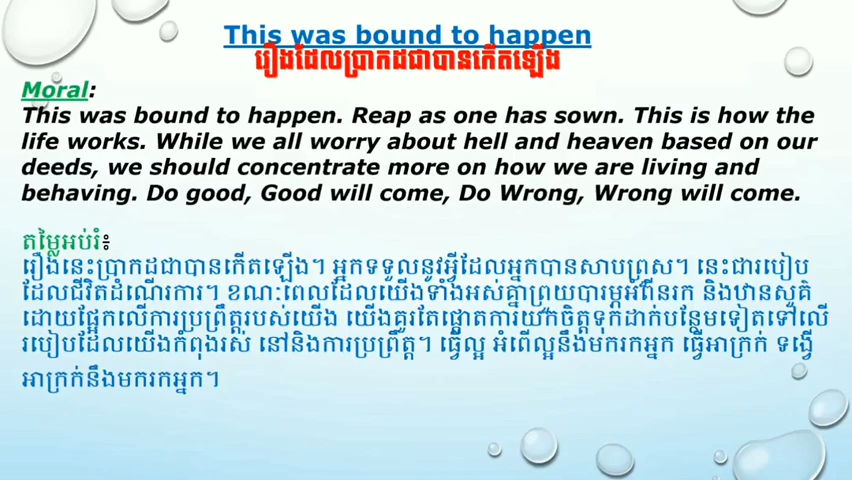 This was bound to happen
រឿងដែលប្រាកដជាបានកើតឡើង
Moral:
This was bound to happen. Reap as one has sown. This is how the
life works. While we all worry about hell and heaven based on our
deeds, we should concentrate more on how we are living and
behaving. Do good, Good will come, Do Wrong, Wrong will come.
តម្លៃអប់រំ៖
រឿងនេះប្រាកដជាបានកើតឡើង។ អ្នកទទួលនូវអ្វីដែលអ្នកបានសាបព្រួស។ នេះជារបៀប
ដែលជីវិតដំណើរការ។ ខណៈពេលដែលយើងទាំងអស់គ្នាព្រួយបារម្ភអំពីនរក និងឋានសួគ៌
ដោយផ្អែកលើការប្រព្រឹត្តរបស់យើង យើងគួរតែផ្តោតការយកចិត្តទុកដាក់បន្ថែមទៀតទៅលើ
របៀបដែលយើងកំពុងរស់ នៅនិងការប្រព្រឹត្ត។ ធ្វើល្អ អំពើល្អនឹងមករកអ្នក ធ្វើអាក្រក់ ទង្វើ
អាក្រក់នឹងមករកអ្នក។